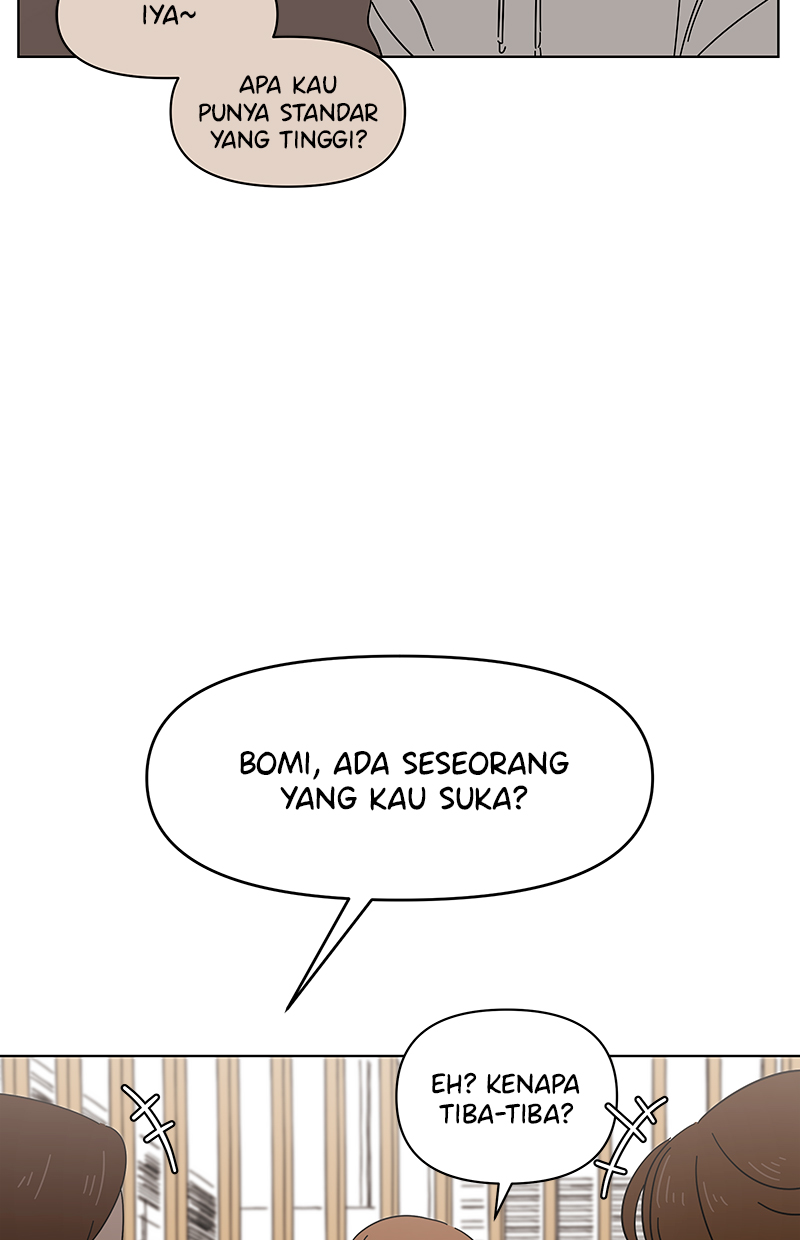 IYA~
APA KAU
PUNYA STANDAR
YANG TINGGI?
BOMI, ADA SESEORANG
YANG KAU SUKA?
EH? KENAPA
TIBA-TIBA?